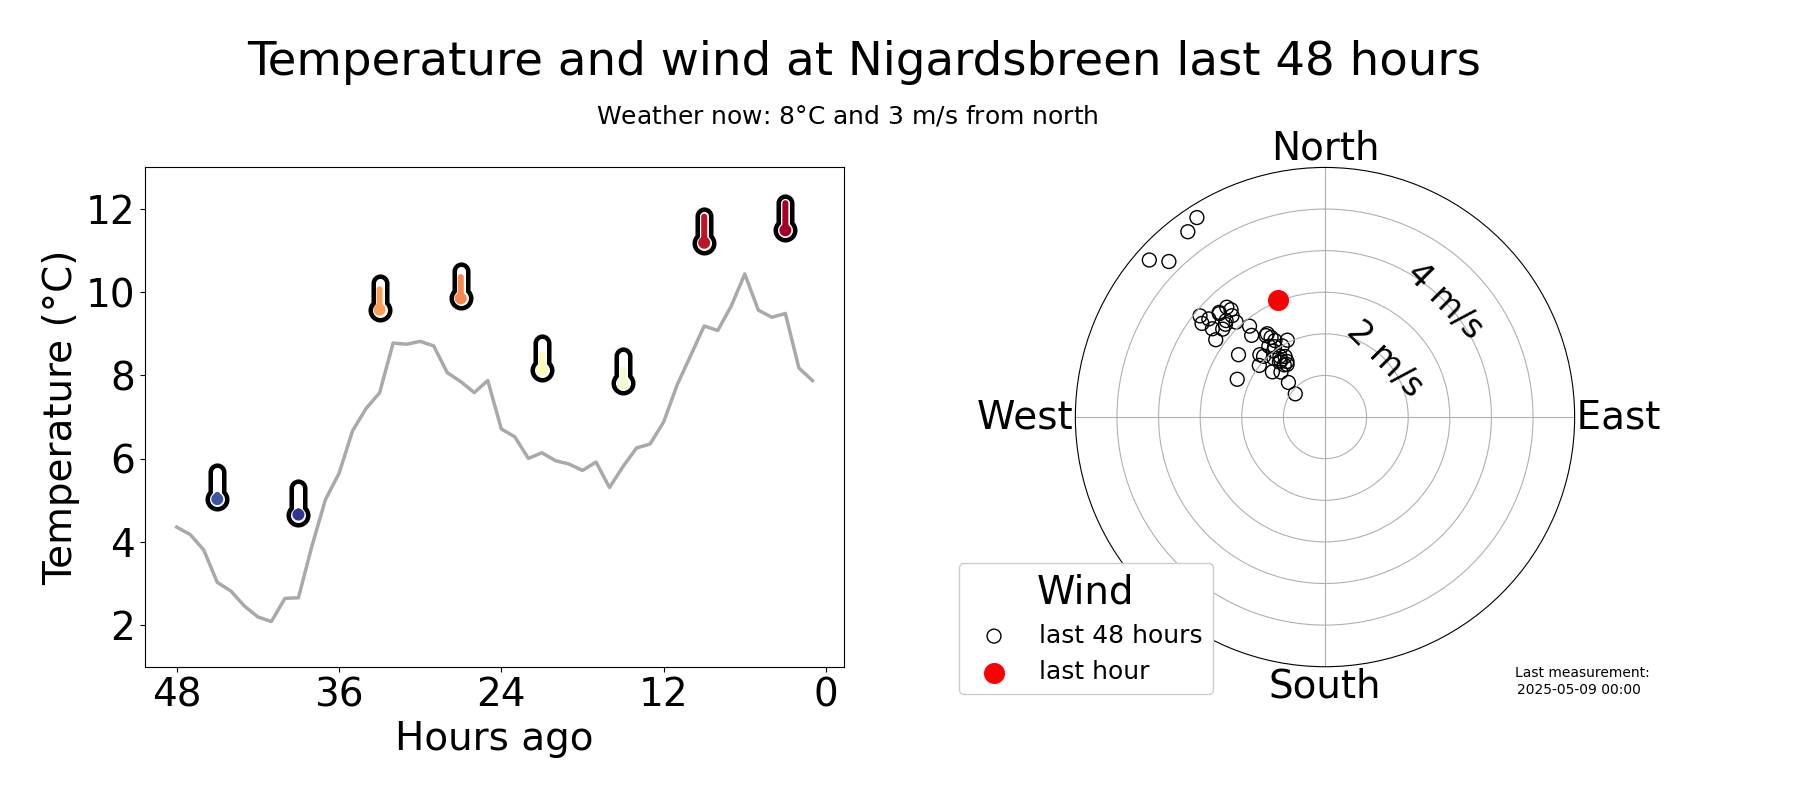 Temperature and wind at Nigardsbreen last 48 hours
Weather now: 8°C and 3 m/s from north
Temperature (°C)
12
10
8
6
4
2
48 36 24 12 0
Hours ago
North
West
East
South
4 m/s
2 m/s
Wind
last 48 hours
last hour
Last measurement:
2025-05-09 00:00